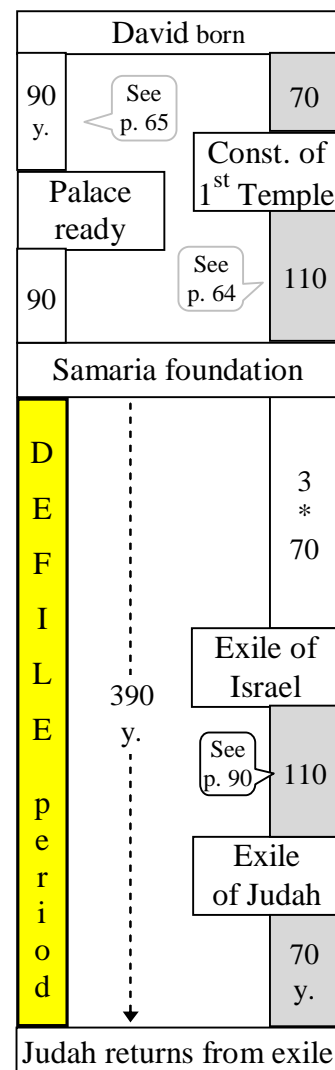 David born
90
y.
See
p. 65
70
Const. of
1st Temple
Palace
ready
See
p. 64
110
90
Samaria foundation
D
E
F
I
L
E
p
e
r
i
o
d
390
y.
3
*
70
Exile of
Israel
See
p. 90
110
Exile
of Judah
70
y.
Judah returns from exile